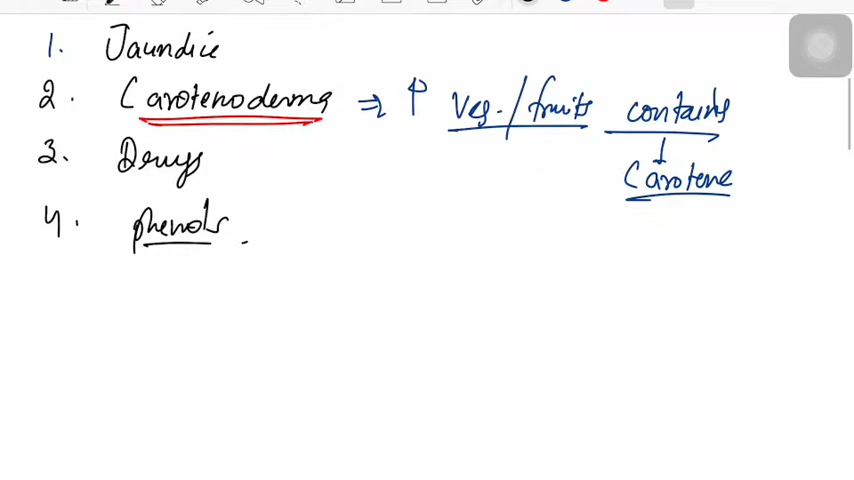 1. Jaundice
2. Carotenoderma ⇒ ↑ Veg./fruits contains
↓
Carotene
3. Drugs
4. phenols.